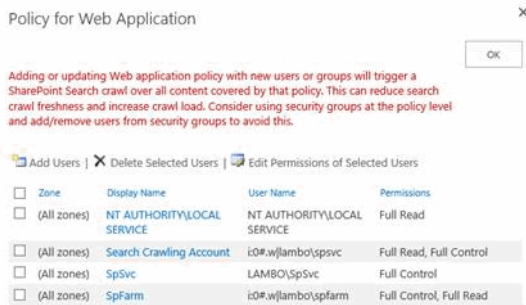 Policy for Web Application
×
OK
Adding or updating Web application policy with new users or groups will trigger a
SharePoint Search crawl over all content covered by that policy. This can reduce search
crawl freshness and increase crawl load. Consider using security groups at the policy level
and add/remove users from security groups to avoid this.
Add Users | Delete Selected Users | Edit Permissions of Selected Users
Zone Display Name User Name Permissions
(All zones) NT AUTHORITY\LOCAL NT AUTHORITY\LOCAL Full Read
SERVICE SERVICE
(All zones) Search Crawling Account i:0#.w|lambo\spsvc Full Read, Full Control
(All zones) SpSvc LAMBO\SpSvc Full Control
(All zones) SpFarm i:0#.w|lambo\spfarm Full Control, Full Read